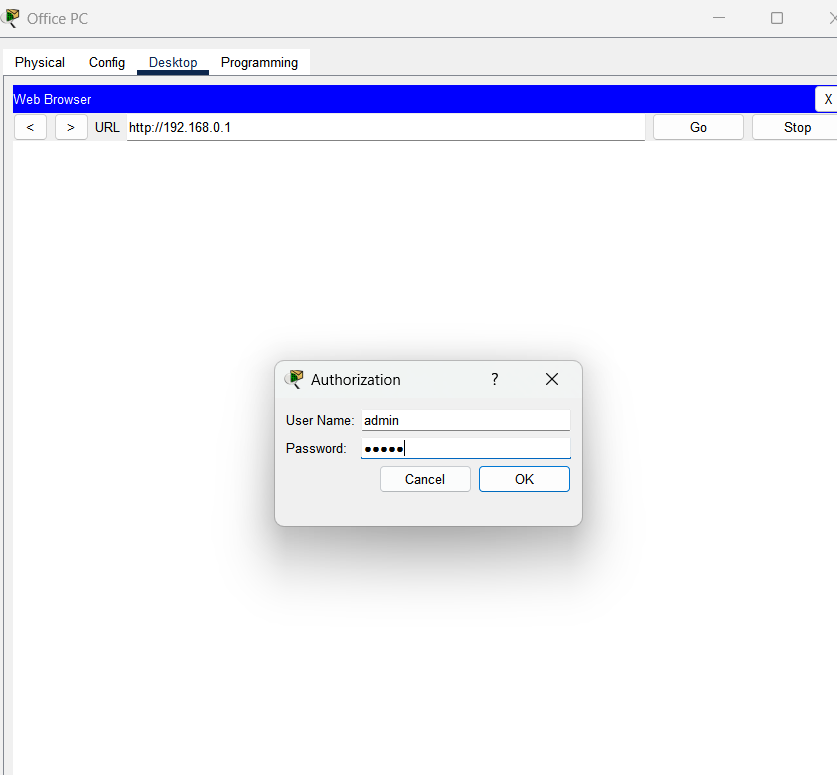 Office PC
Physical Config Desktop Programming
Web Browser X
< > URL http://192.168.0.1 Go Stop
Authorization ?
User Name: admin
Password: •••••
Cancel OK